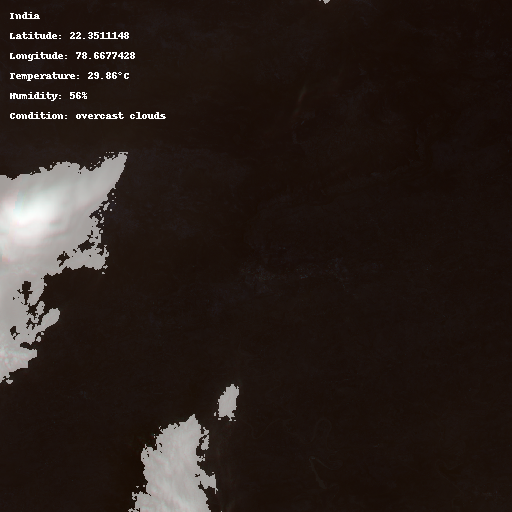 India
Latitude: 22.3511148
Longitude: 78.6677428
Temperature: 29.86°c
Humidity: 56%
Condition: overcast clouds